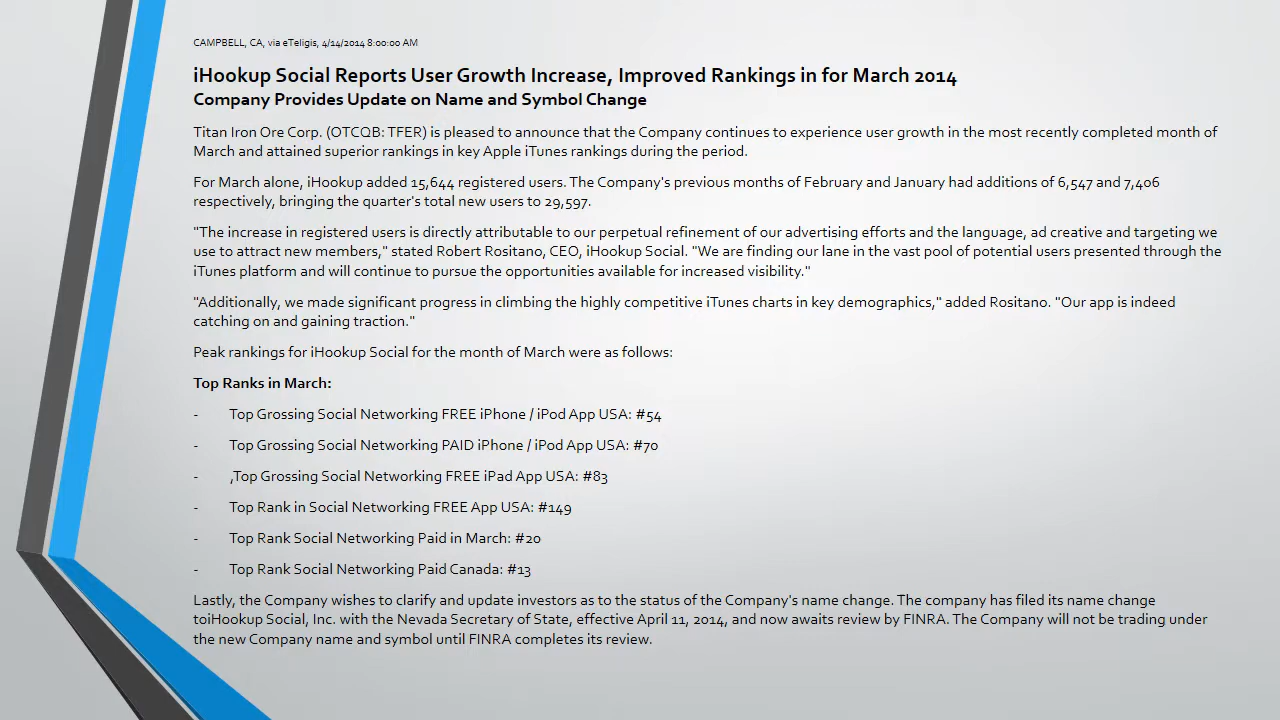 CAMPBELL, CA, via eTeligis, 4/14/2014 8:00:00 AM
iHookup Social Reports User Growth Increase, Improved Rankings in for March 2014
Company Provides Update on Name and Symbol Change
Titan Iron Ore Corp. (OTCQB: TFER) is pleased to announce that the Company continues to experience user growth in the most recently completed month of
March and attained superior rankings in key Apple iTunes rankings during the period.
For March alone, iHookup added 15,644 registered users. The Company's previous months of February and January had additions of 6,547 and 7,406
respectively, bringing the quarter's total new users to 29,597.
"The increase in registered users is directly attributable to our perpetual refinement of our advertising efforts and the language, ad creative and targeting we
use to attract new members," stated Robert Rositano, CEO, iHookup Social. "We are finding our lane in the vast pool of potential users presented through the
iTunes platform and will continue to pursue the opportunities available for increased visibility."
"Additionally, we made significant progress in climbing the highly competitive iTunes charts in key demographics," added Rositano. "Our app is indeed
catching on and gaining traction."
Peak rankings for iHookup Social for the month of March were as follows:
Top Ranks in March:
- Top Grossing Social Networking FREE iPhone / iPod App USA: #54
- Top Grossing Social Networking PAID iPhone / iPod App USA: #70
- ,Top Grossing Social Networking FREE iPad App USA: #83
- Top Rank in Social Networking FREE App USA: #149
- Top Rank Social Networking Paid in March: #20
- Top Rank Social Networking Paid Canada: #13
Lastly, the Company wishes to clarify and update investors as to the status of the Company's name change. The company has filed its name change
toiHookup Social, Inc. with the Nevada Secretary of State, effective April 11, 2014, and now awaits review by FINRA. The Company will not be trading under
the new Company name and symbol until FINRA completes its review.